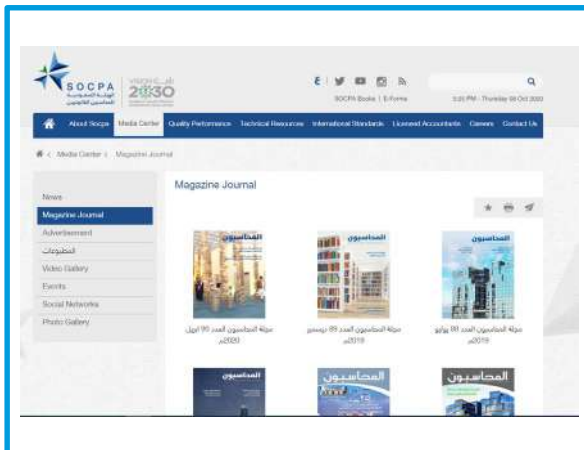 SOCPA
الهيئة السعودية
للمحاسبين القانونيين
VISION رؤية
2030
ع
SOCPA Books | E-Forms
3:20 PM - Thursday 08 Oct 2020
About Socpa Media Center Quality Performance Technical Resources International Standards Licensed Accountants Careers Contact Us
Media Center Magazine Journal
Magazine Journal
News
Magazine Journal
Advertisement
المطبوعات
Video Gallery
Events
Social Networks
Photo Gallery
المحاسبون
المحاسبون
المحاسبون
مجلة المحاسبون العدد 90 ابريل
2020م
مجلة المحاسبون العدد 89 ديسمبر
2019م
مجلة المحاسبون العدد 88 يوليو
2019م
المحاسبون
المحاسبون
المحاسبون